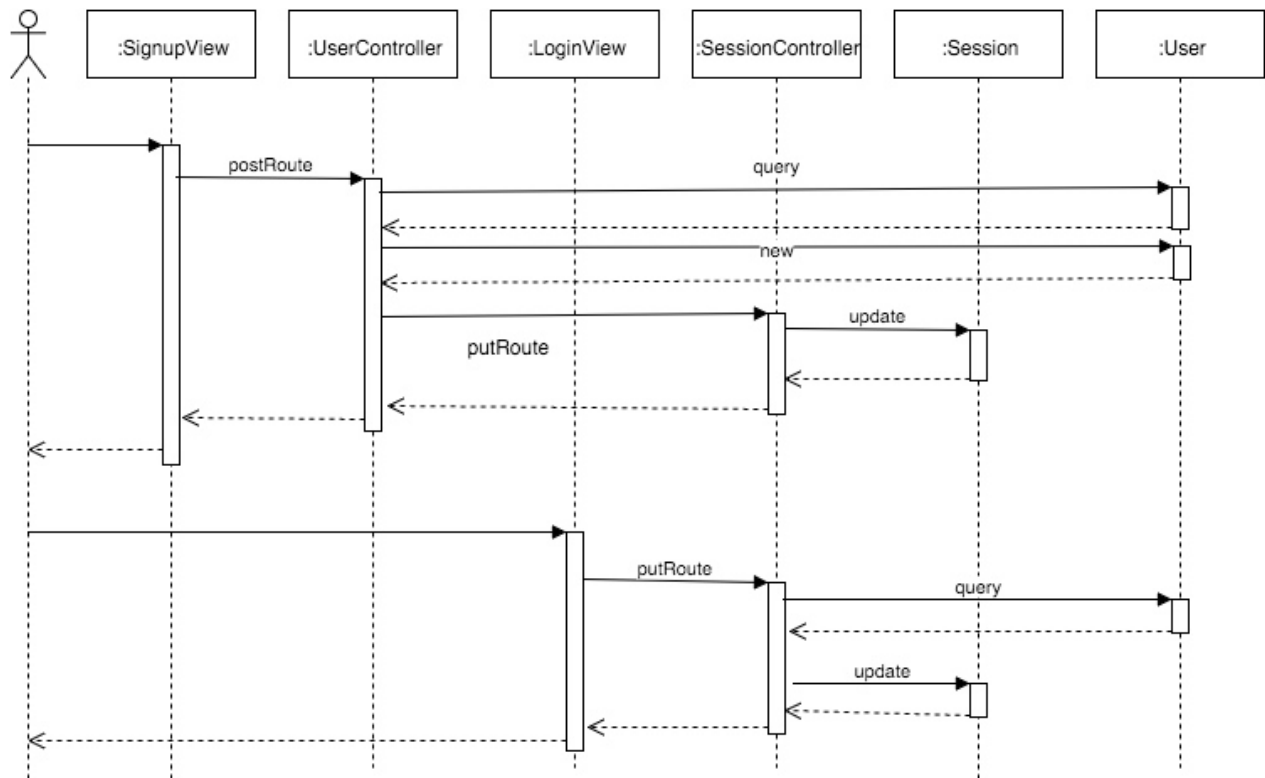 :SignupView
:UserController
:LoginView
:SessionController
:Session
:User
postRoute
query
new
update
putRoute
putRoute
query
update